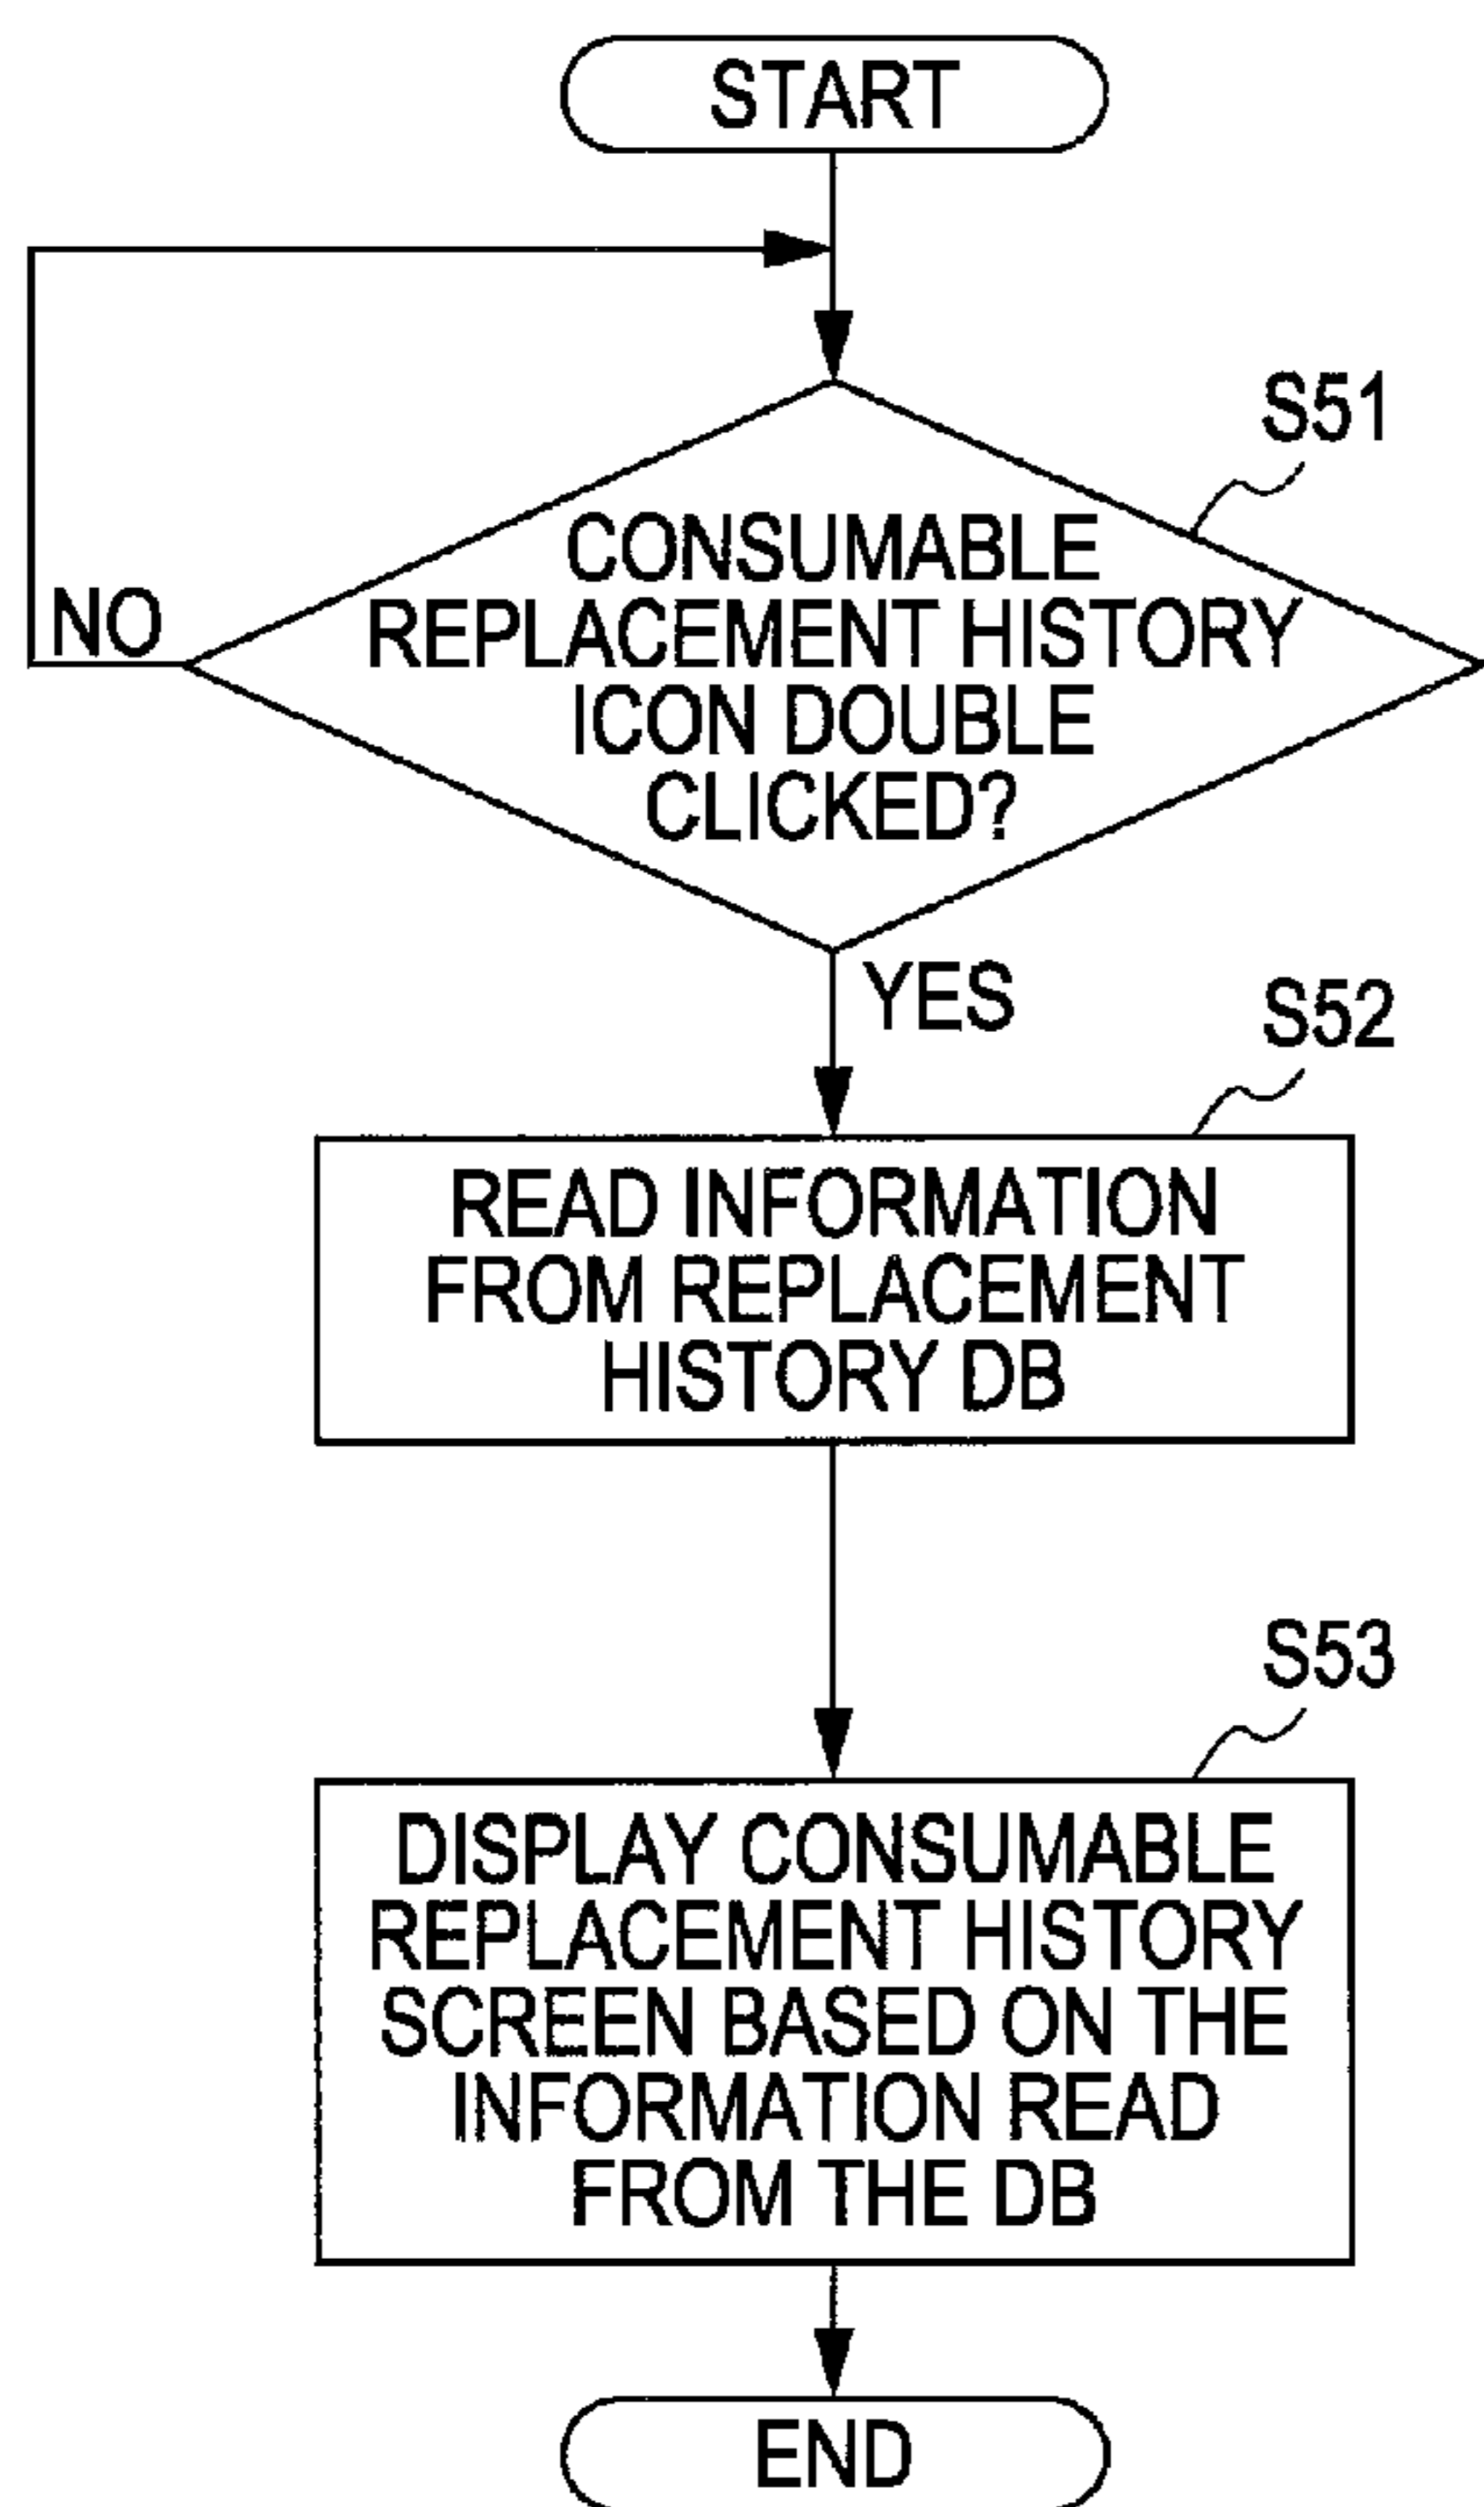 START
S51
CONSUMABLE
REPLACEMENT HISTORY
ICON DOUBLE
CLICKED?
NO
YES
S52
READ INFORMATION
FROM REPLACEMENT
HISTORY DB
S53
DISPLAY CONSUMABLE
REPLACEMENT HISTORY
SCREEN BASED ON THE
INFORMATION READ
FROM THE DB
END